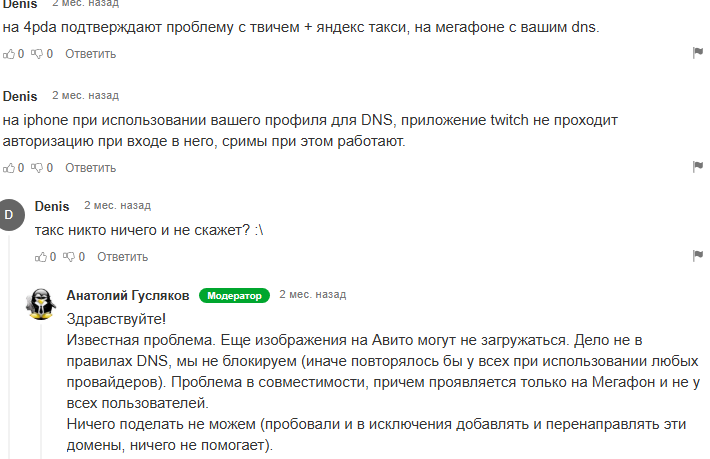 Denis 2 мес. назад
на 4pda подтверждают проблему с твичем + яндекс такси, на мегафоне с вашим dns.
0 0 Ответить
Denis 2 мес. назад
на iphone при использовании вашего профиля для DNS, приложение twitch не проходит
авторизацию при входе в него, сримы при этом работают.
0 0 Ответить
D
Denis 2 мес. назад
такс никто ничего и не скажет? :\
0 0 Ответить
Анатолий Гусляков Модератор 2 мес. назад
Здравствуйте!
Известная проблема. Еще изображения на Авито могут не загружаться. Дело не в
правилах DNS, мы не блокируем (иначе повторялось бы у всех при использовании любых
провайдеров). Проблема в совместимости, причем проявляется только на Мегафон и не у
всех пользователей.
Ничего поделать не можем (пробовали и в исключения добавлять и перенаправлять эти
домены, ничего не помогает).